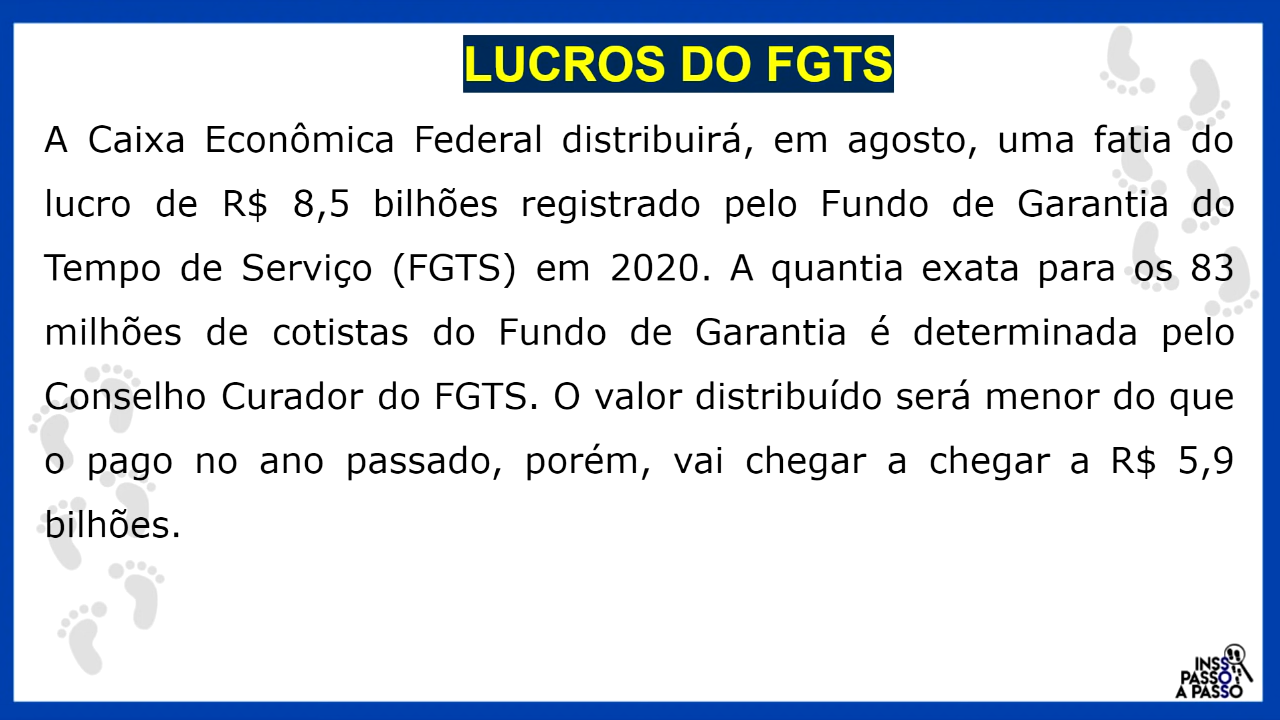 LUCROS DO FGTS
A Caixa Econômica Federal distribuirá, em agosto, uma fatia do
lucro de R$ 8,5 bilhões registrado pelo Fundo de Garantia do
Tempo de Serviço (FGTS) em 2020. A quantia exata para os 83
milhões de cotistas do Fundo de Garantia é determinada pelo
Conselho Curador do FGTS. O valor distribuído será menor do que
o pago no ano passado, porém, vai chegar a chegar a R$ 5,9
bilhões.
INSS
PASSO
A PASSO